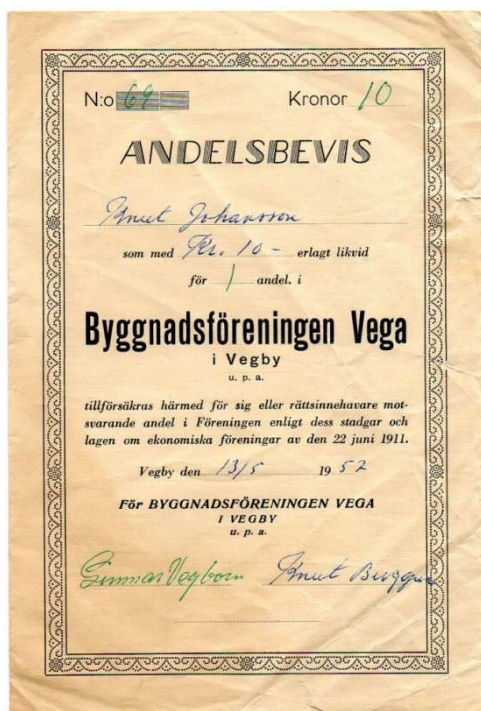 N:o 69 Kronor 10
ANDELSBEVIS
Knut Johansson
som med Kr. 10 - erlagt likvid
för 1 andel. i
Byggnadsföreningen Vega
i Vegby
u. p. a.
tillförsäkras härmed för sig eller rättsinnehavare mot-
svarande andel i Föreningen enligt dess stadgar och
lagen om ekonomiska föreningar av den 22 juni 1911.
Vegby den 13/5 1952
För BYGGNADSFÖRENINGEN VEGA
I VEGBY
u. p. a.
Gunnar Vegborn Knut Berggren